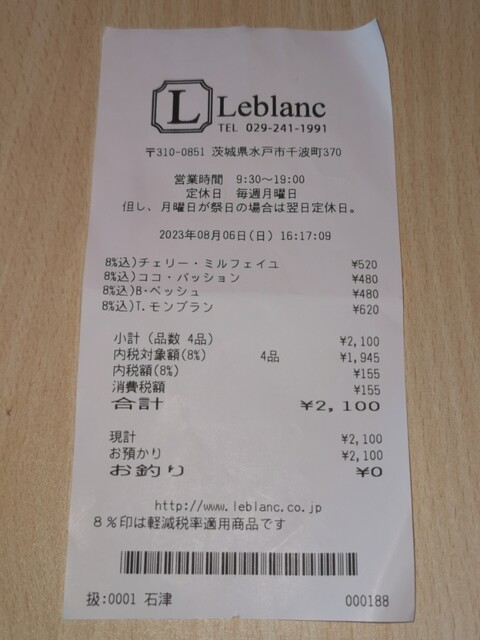 L Leblanc
TEL 029-241-1991
〒310-0851 茨城県水戸市千波町370
営業時間 9:30～19:00
定休日 毎週月曜日
但し、月曜日が祭日の場合は翌日定休日。
2023年08月06日(日) 16:17:09
8%込)チェリー・ミルフェイユ ¥520
8%込)ココ・パッション ¥480
8%込)B・ペッシュ ¥480
8%込)T.モンブラン ¥620
小計(品数 4品) ¥2,100
内税対象額(8%) 4品 ¥1,945
内税額(8%) ¥155
消費税額 ¥155
合計 ¥2,100
現計 ¥2,100
お預かり ¥2,100
お釣り ¥0
http://www.leblanc.co.jp
8%印は軽減税率適用商品です
扱:0001 石津 000188